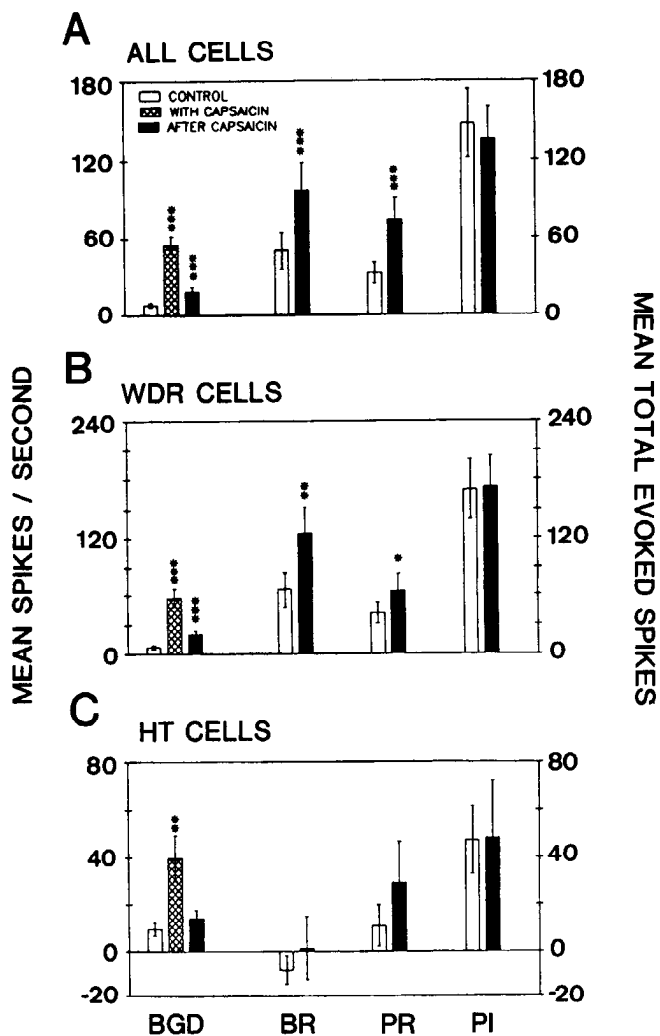 A
ALL CELLS
180
120
60
0
CONTROL
WITH CAPSAICIN
AFTER CAPSAICIN
***
***
***
***
180
120
60
0
B
WDR CELLS
240
120
0
***
***
**
*
240
120
0
C
HT CELLS
80
40
0
-20
**
80
40
0
-20
BGD BR PR PI
MEAN SPIKES / SECOND
MEAN TOTAL EVOKED SPIKES